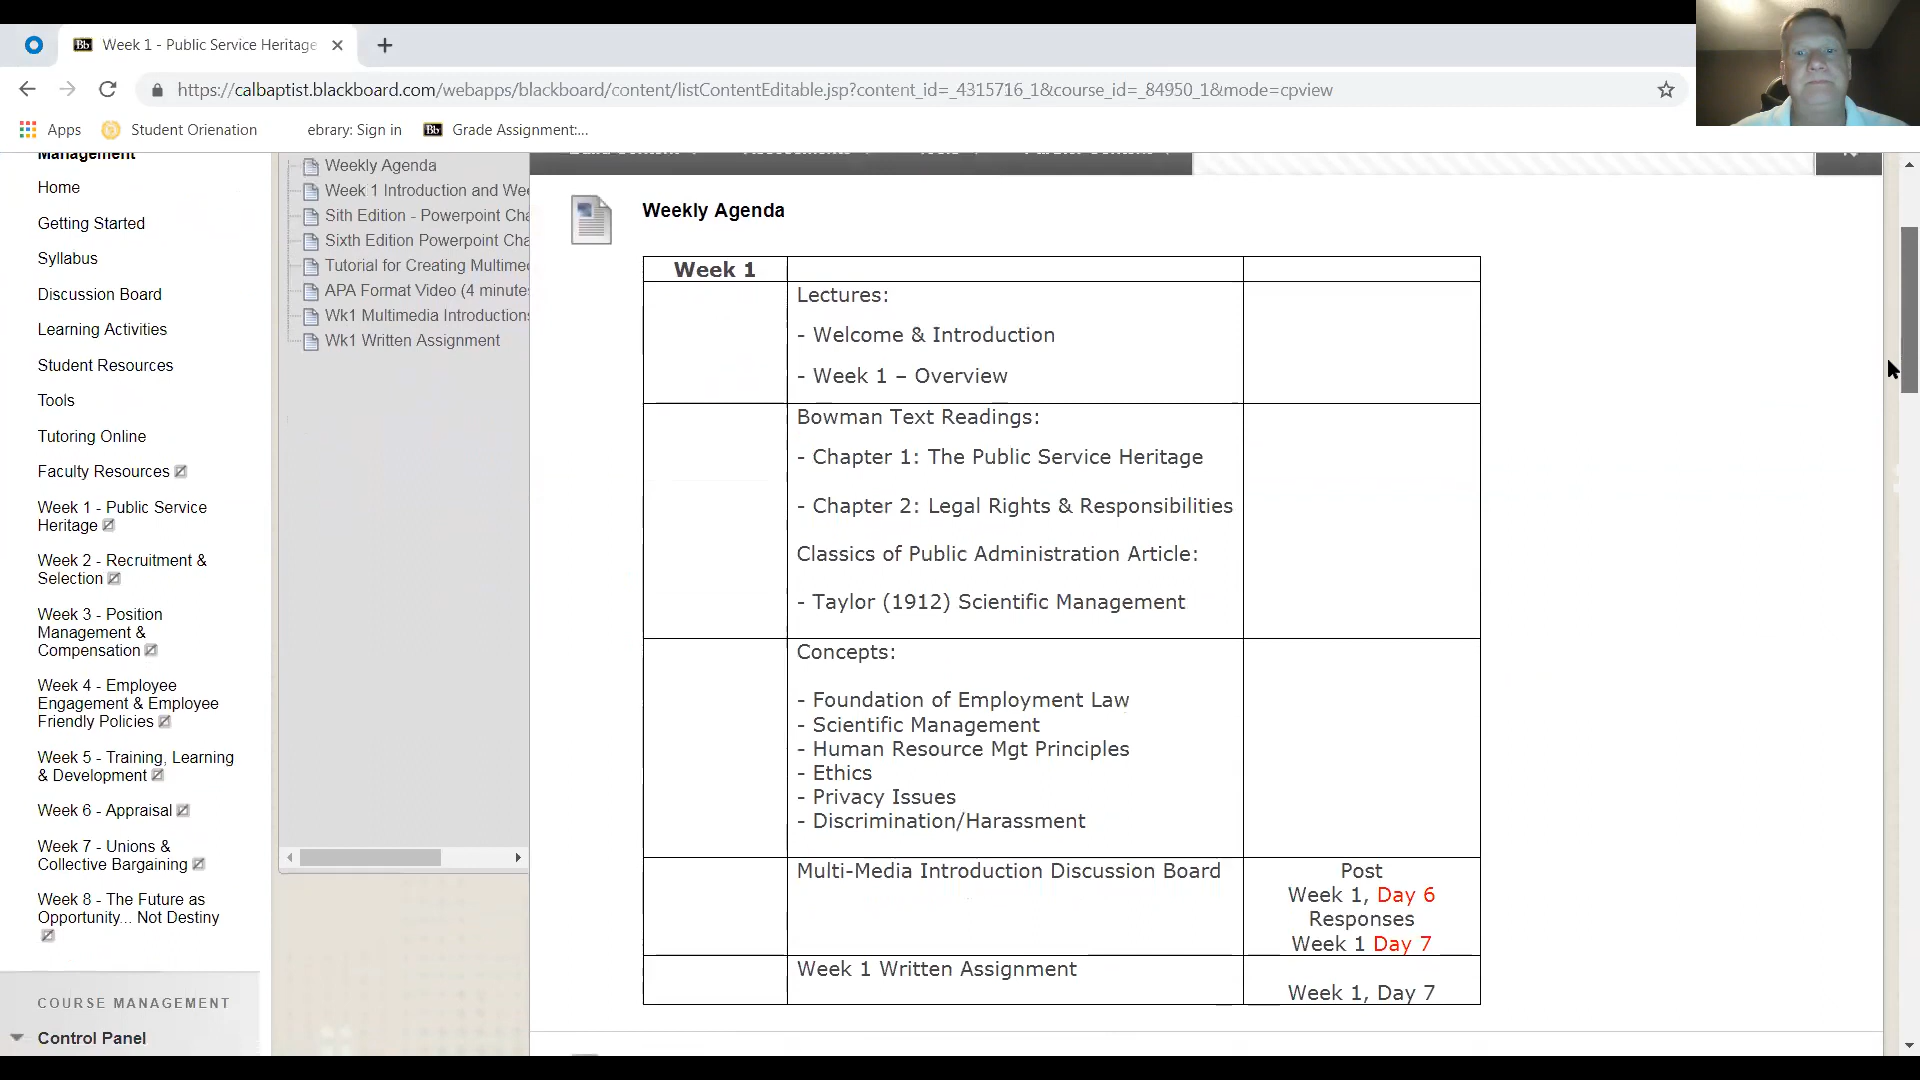 Week 1 - Public Service Heritage
https://calbaptist.blackboard.com/webapps/blackboard/content/listContentEditable.jsp?content_id=_4315716_1&course_id=_84950_1&mode=cpview
Apps
Student Orienation
ebrary: Sign in
Bb
Grade Assignment:...
Management
Home
Getting Started
Syllabus
Discussion Board
Learning Activities
Student Resources
Tools
Tutoring Online
Faculty Resources
Week 1 - Public Service
Heritage
Week 2 - Recruitment &
Selection
Week 3 - Position
Management &
Compensation
Week 4 - Employee
Engagement & Employee
Friendly Policies
Week 5 - Training, Learning
& Development
Week 6 - Appraisal
Week 7 - Unions &
Collective Bargaining
Week 8 - The Future as
Opportunity... Not Destiny
COURSE MANAGEMENT
Control Panel
Weekly Agenda
Week 1 Introduction and Wee
Sith Edition - Powerpoint Cha
Sixth Edition Powerpoint Cha
Tutorial for Creating Multimed
APA Format Video (4 minutes
Wk1 Multimedia Introductions
Wk1 Written Assignment
Weekly Agenda
Week 1
Lectures:
- Welcome & Introduction
- Week 1 – Overview
Bowman Text Readings:
- Chapter 1: The Public Service Heritage
- Chapter 2: Legal Rights & Responsibilities
Classics of Public Administration Article:
- Taylor (1912) Scientific Management
Concepts:
- Foundation of Employment Law
- Scientific Management
- Human Resource Mgt Principles
- Ethics
- Privacy Issues
- Discrimination/Harassment
Multi-Media Introduction Discussion Board
Post
Week 1, Day 6
Responses
Week 1 Day 7
Week 1 Written Assignment
Week 1, Day 7